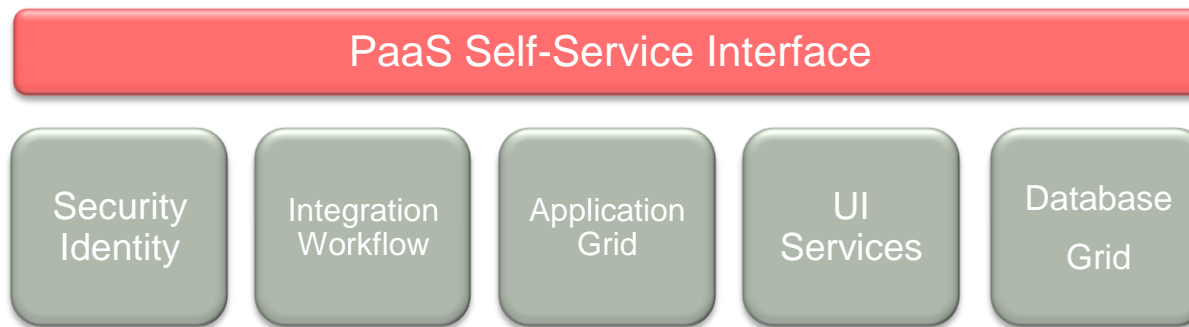 PaaS Self-Service Interface
Security
Identity
Integration
Workflow
Application
Grid
UI
Services
Database
Grid